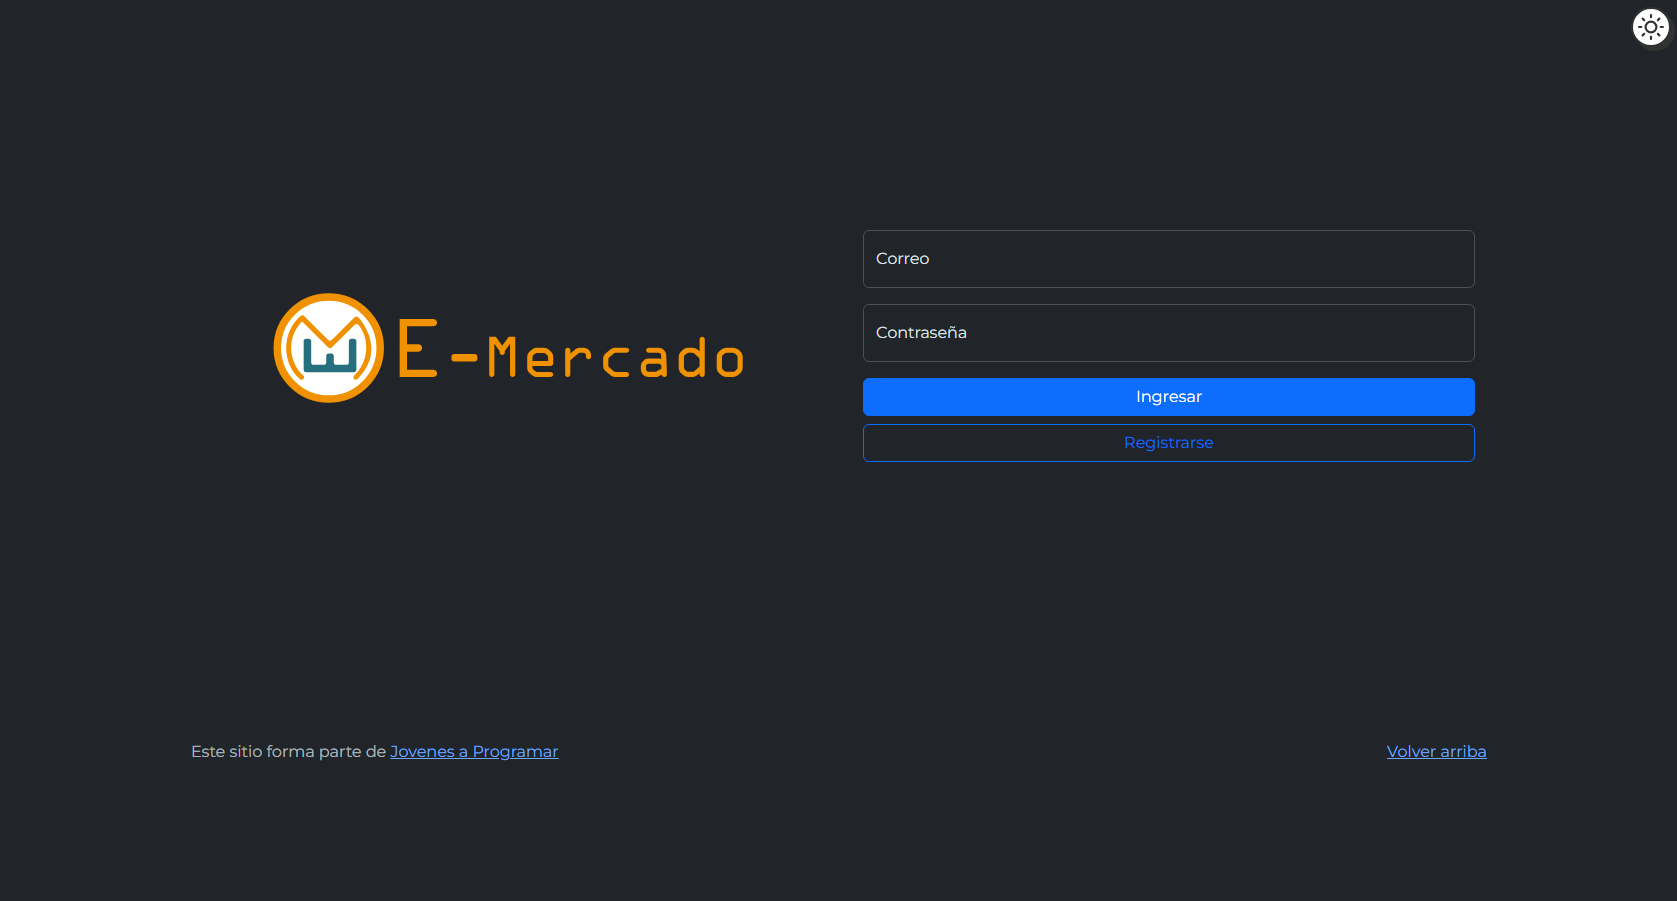 E-Mercado
Correo
Contraseña
Ingresar
Registrarse
Este sitio forma parte de Jovenes a Programar
Volver arriba